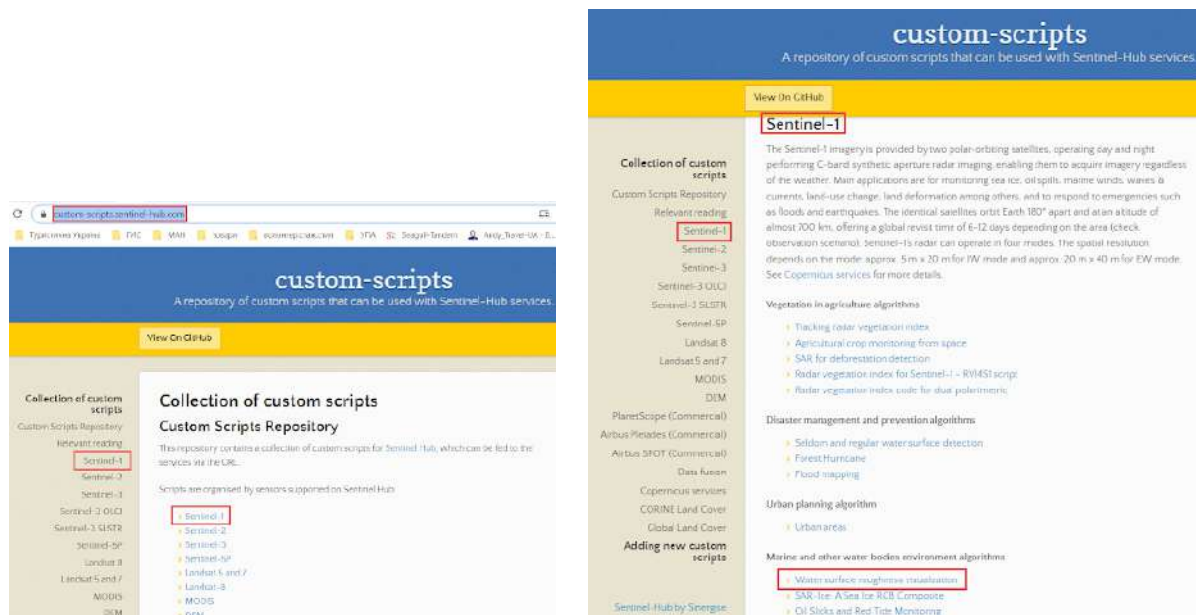 custom-scripts.sentinel-hub.com
custom-scripts
A repository of custom scripts that can be used with Sentinel-Hub services.
View On GitHub
Collection of custom
scripts
Custom Scripts Repository
Relevant reading
Sentinel-1
Sentinel-2
Sentinel-3
Sentinel-3 OLCI
Sentinel-3 SLSTR
Sentinel-5P
Landsat 8
Landsat 5 and 7
MODIS
DEM
Collection of custom scripts
Custom Scripts Repository
This repository contains a collection of custom scripts for Sentinel Hub, which can be fed to the
services via the URL.
Scripts are organised by sensors supported on Sentinel Hub
Sentinel-1
Sentinel-2
Sentinel-3
Sentinel-5P
Landsat 5 and 7
Landsat-8
MODIS
DEM
custom-scripts
A repository of custom scripts that can be used with Sentinel-Hub services
View On GitHub
Collection of custom
scripts
Custom Scripts Repository
Relevant reading
Sentinel-1
Sentinel-2
Sentinel-3
Sentinel-3 OLCI
Sentinel-3 SLSTR
Sentinel-5P
Landsat 8
Landsat 5 and 7
MODIS
DEM
PlanetScope (Commercial)
Airbus Pleiades (Commercial)
Airbus SPOT (Commercial)
Data fusion
Copernicus services
CORINE Land Cover
Global Land Cover
Adding new custom
scripts
Sentinel-Hub by Sinergise
Sentinel-1
The Sentinel-1 imagery is provided by two polar-orbiting satellites, operating day and night
performing C-band synthetic aperture radar imaging, enabling them to acquire imagery regardless
of the weather. Main applications are for monitoring sea ice, oil spills, marine winds, waves &
currents, land-use change, land deformation among others, and to respond to emergencies such
as floods and earthquakes. The identical satellites orbit Earth 180° apart and at an altitude of
almost 700 km, offering a global revisit time of 6-12 days depending on the area (check
observation scenario). Sentinel-1's radar can operate in four modes. The spatial resolution
depends on the mode: approx. 5 m x 20 m for IW mode and approx. 20 m x 40 m for EW mode.
See Copernicus services for more details.
Vegetation in agriculture algorithms
Tracking radar vegetation index
Agricultural crop monitoring from space
SAR for deforestation detection
Radar vegetation index for Sentinel-1 - RVI4S1 script
Radar vegetation index code for dual polarimetric
Disaster management and prevention algorithms
Seldom and regular water surface detection
Forest Hurricane
Flood mapping
Urban planning algorithm
Urban areas
Marine and other water bodies environment algorithms
Water surface roughness visualization
SAR-Ice: A Sea Ice RGB Composite
Oil Slicks and Red Tide Monitoring